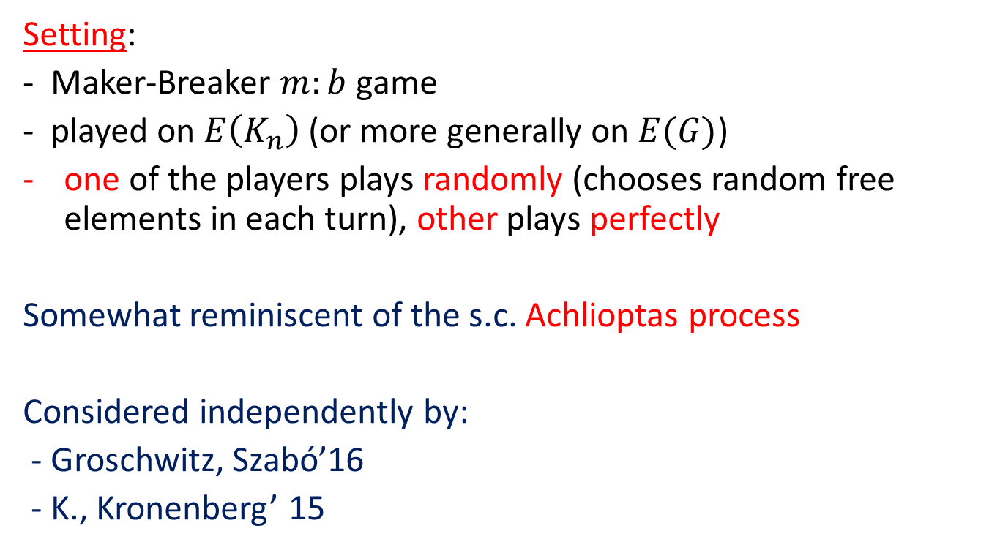 Setting:
- Maker-Breaker m: b game
- played on E(Kₙ) (or more generally on E(G))
- one of the players plays randomly (chooses random free
elements in each turn), other plays perfectly
Somewhat reminiscent of the s.c. Achlioptas process
Considered independently by:
- Groschwitz, Szabó’16
- K., Kronenberg’ 15